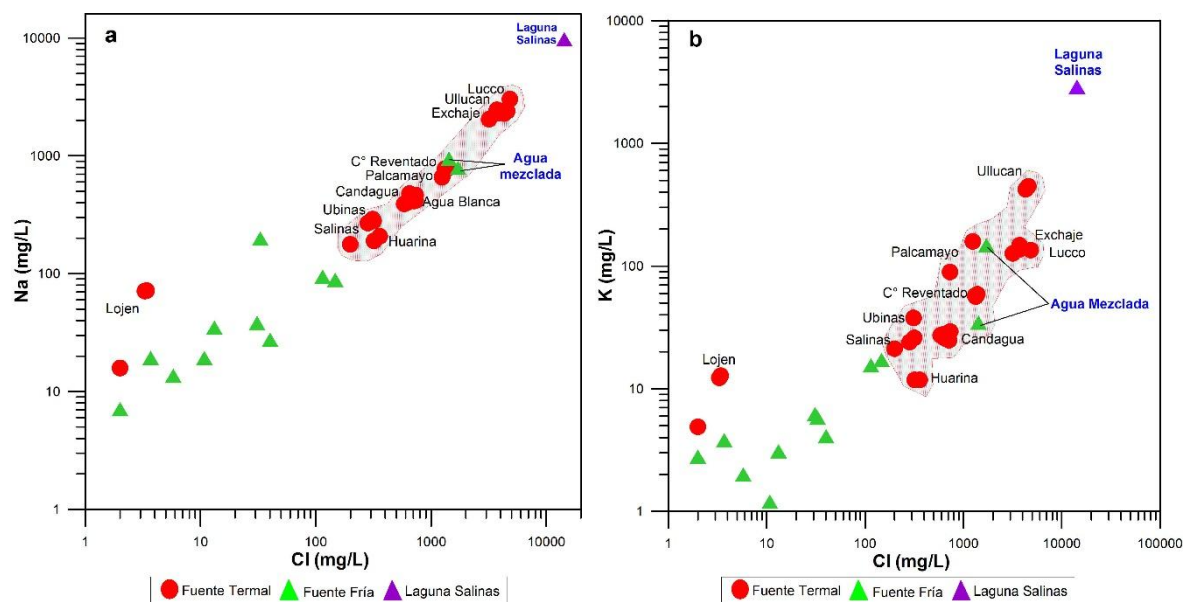 a
Laguna
Salinas
Lucco
Ullucan
Exchaje
C° Reventado
Palcamayo
Agua
mezclada
Candagua
Agua Blanca
Ubinas
Salinas
Huarina
Lojen
Na (mg/L)
10000
1000
100
10
1
1
10
100
1000
10000
Cl (mg/L)
Fuente Termal
Fuente Fría
Laguna Salinas
b
Laguna
Salinas
Ullucan
Exchaje
Palcamayo
Lucco
C° Reventado
Agua Mezclada
Ubinas
Salinas
Candagua
Lojen
Huarina
K (mg/L)
10000
1000
100
10
1
1
10
100
1000
10000
100000
Cl (mg/L)
Fuente Termal
Fuente Fría
Laguna Salinas